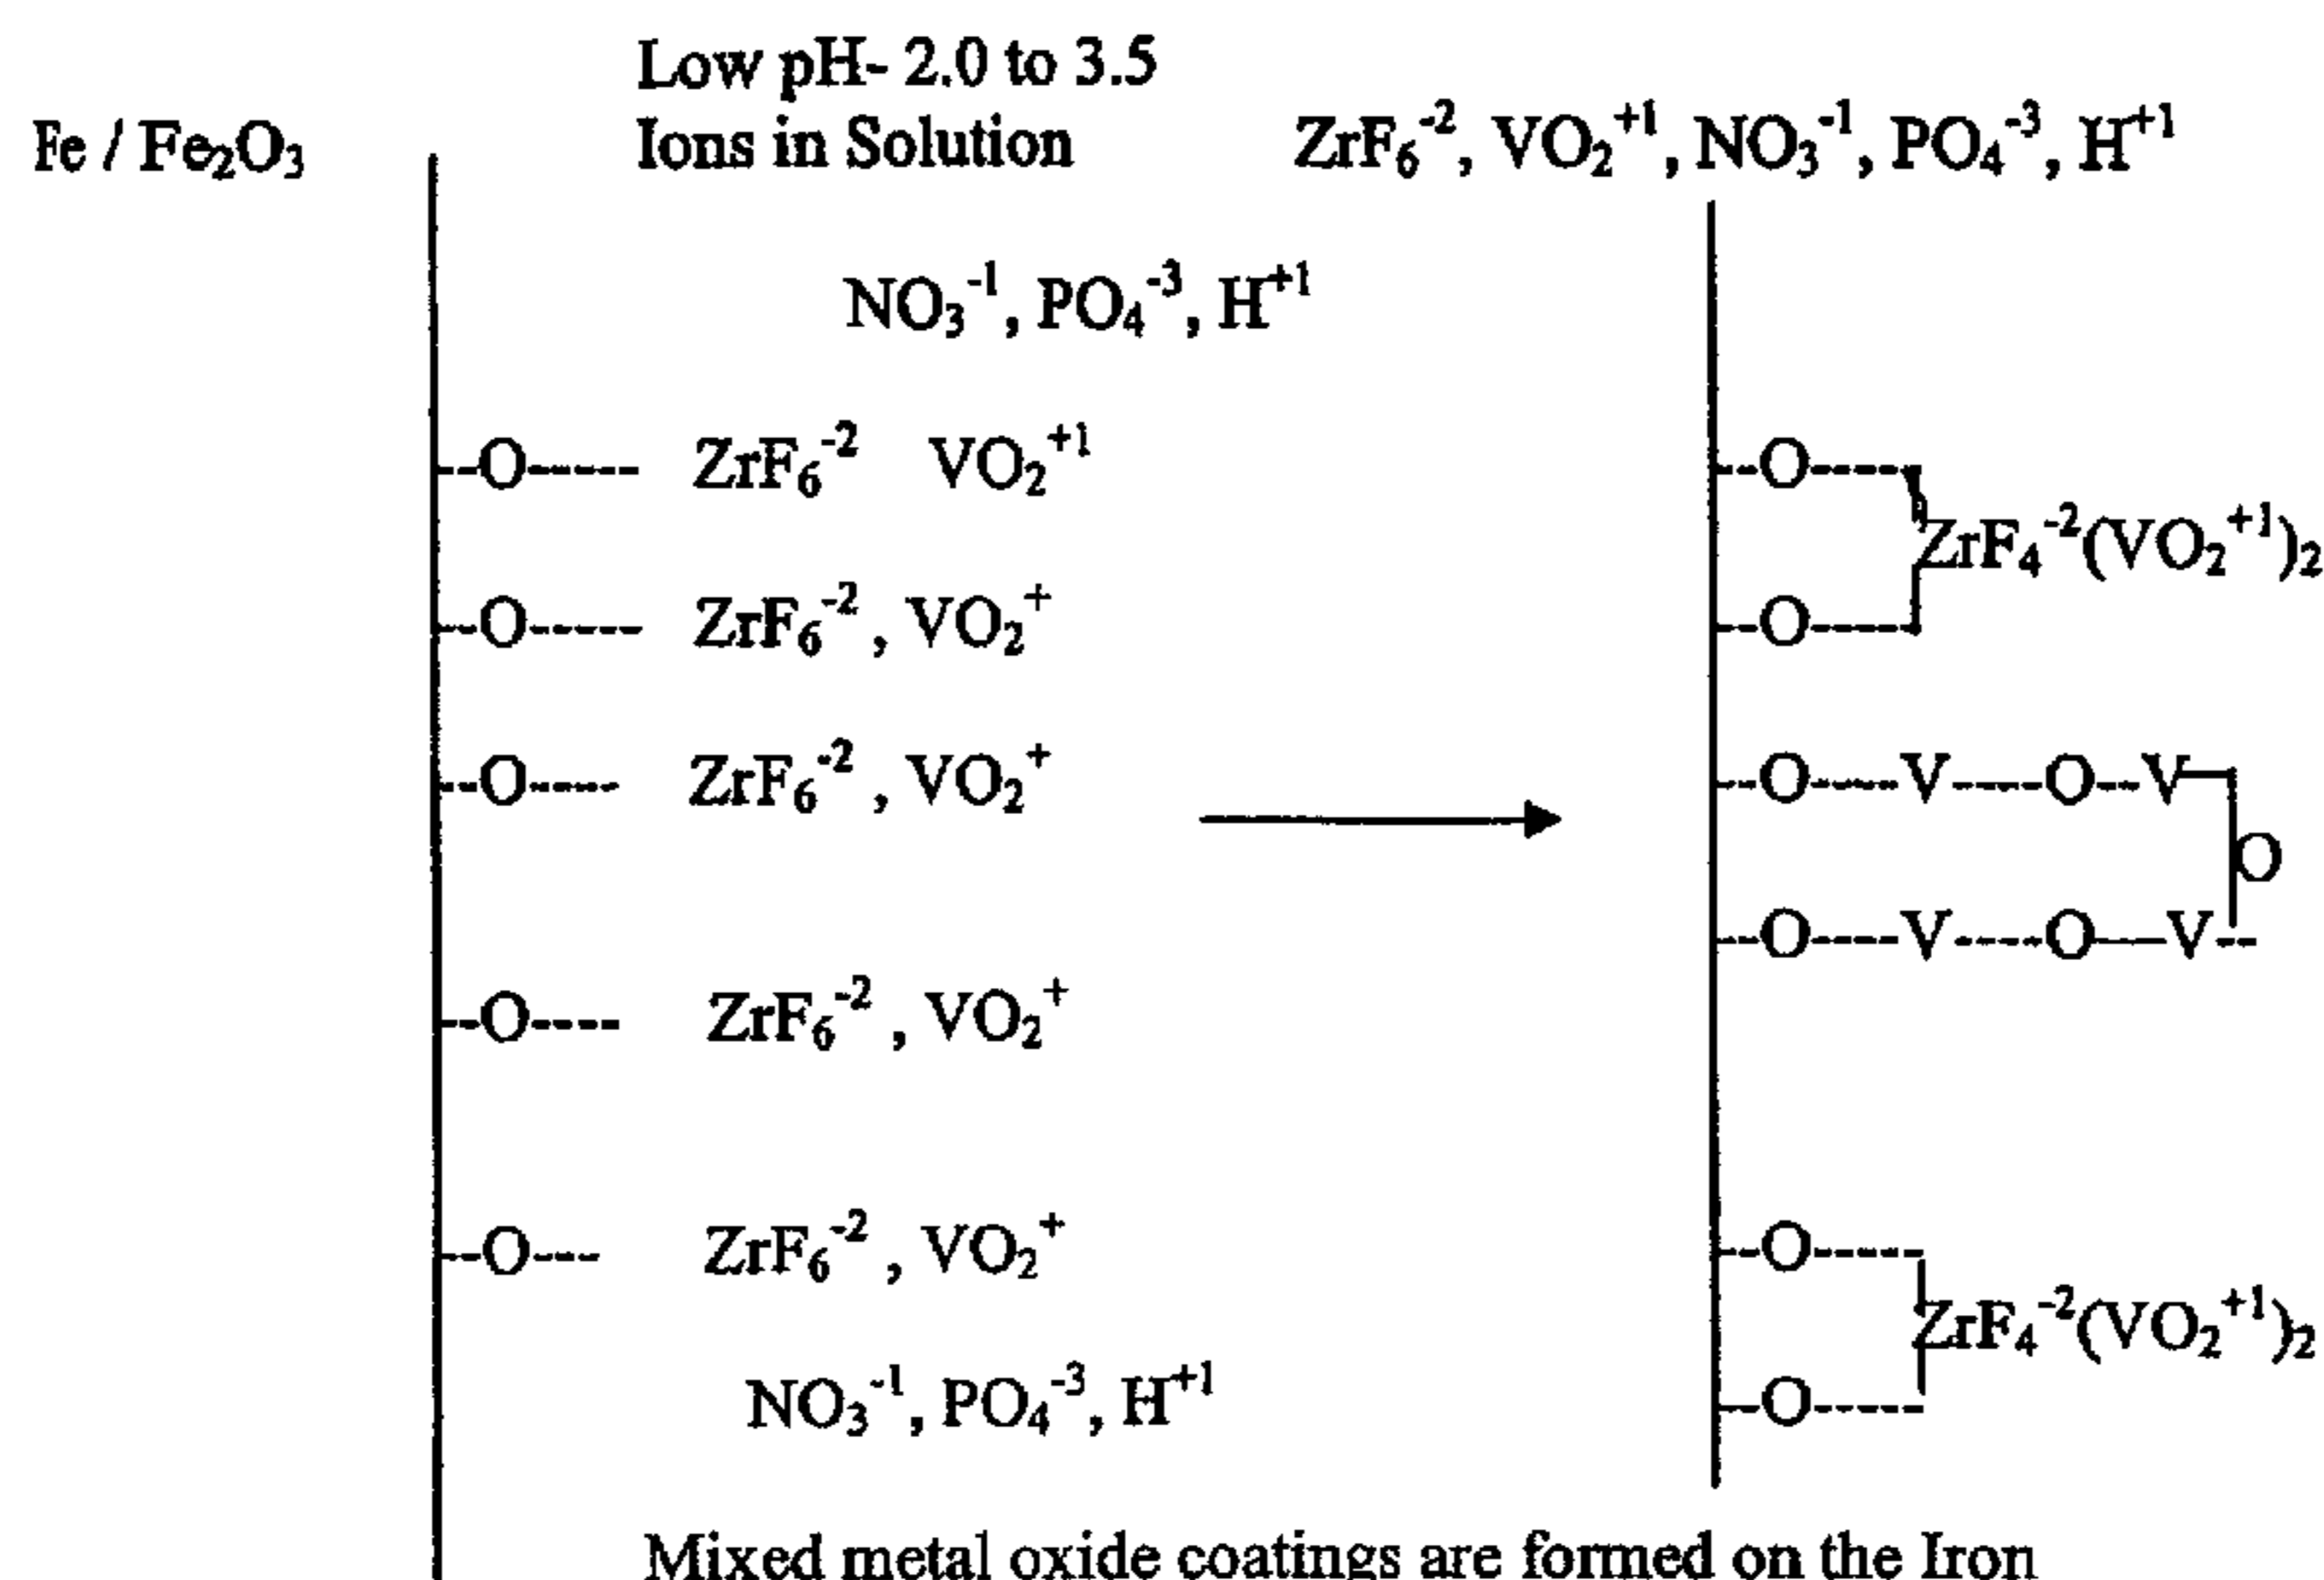 Low pH- 2.0 to 3.5
Fe / Fe₂O₃ Ions in Solution ZrF₆⁻², VO₂⁺¹, NO₃⁻¹, PO₄⁻³, H⁺¹
NO₃⁻¹, PO₄⁻³, H⁺¹
--O------ ZrF₆⁻² VO₂⁺¹ --O------
ZrF₄⁻²(VO₂⁺¹)₂
--O------ ZrF₆⁻² , VO₂⁺ --O------
--O----- ZrF₆⁻² , VO₂⁺ --O----V----O--V
O
--O----V----O---V--
--O----- ZrF₆⁻² , VO₂⁺
--O--- ZrF₆⁻² , VO₂⁺ --O-----
ZrF₄⁻²(VO₂⁺¹)₂
NO₃⁻¹, PO₄⁻³, H⁺¹ --O-----
Mixed metal oxide coatings are formed on the Iron